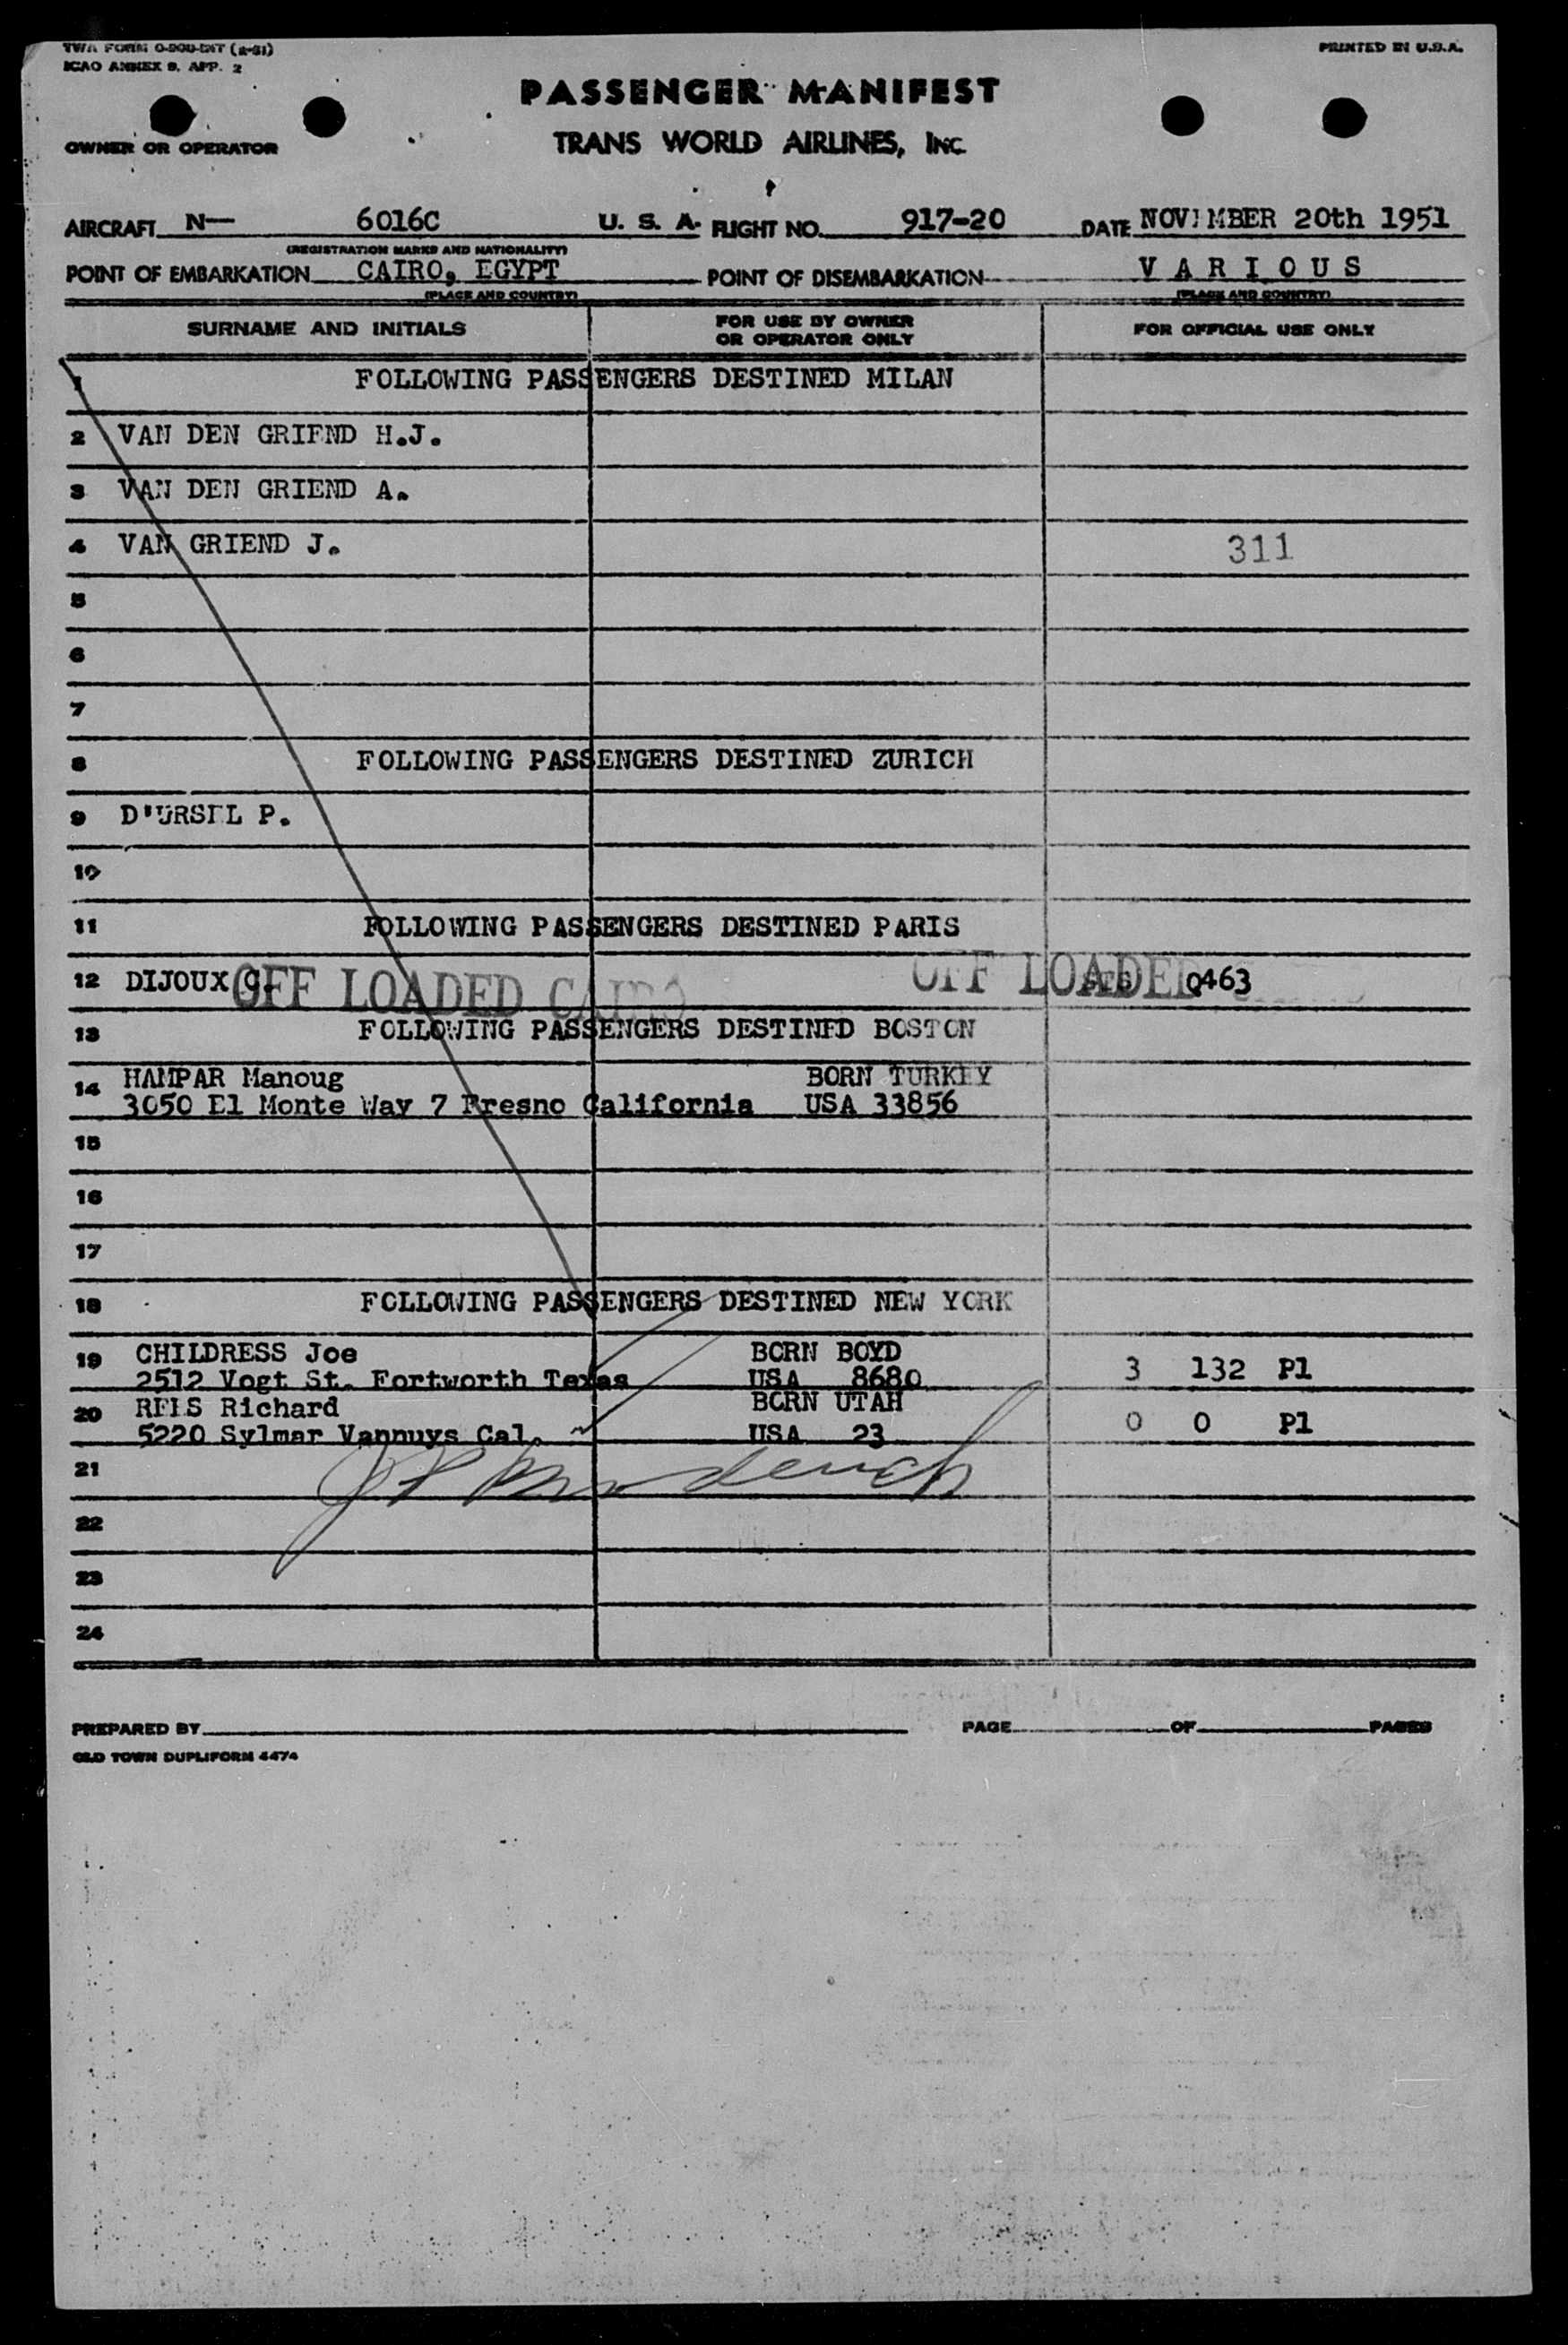 TWA FORM O-900-INT (2-51)
ICAO ANNEX 9, APP. 2
PRINTED IN U.S.A.
PASSENGER MANIFEST
OWNER OR OPERATOR
TRANS WORLD AIRLINES, INC.
AIRCRAFT N— 6016C U. S. A. FLIGHT NO. 917-20 DATE NOVEMBER 20th 1951
(REGISTRATION MARKS AND NATIONALITY)
POINT OF EMBARKATION CAIRO, EGYPT POINT OF DISEMBARKATION V A R I O U S
(PLACE AND COUNTRY) (PLACE AND COUNTRY)
SURNAME AND INITIALS FOR USE BY OWNER OR OPERATOR ONLY FOR OFFICIAL USE ONLY
1 FOLLOWING PASSENGERS DESTINED MILAN
2 VAN DEN GRIEND H.J.
3 VAN DEN GRIEND A.
4 VAN GRIEND J. 311
5
6
7
8 FOLLOWING PASSENGERS DESTINED ZURICH
9 D'URSEL P.
10
11 FOLLOWING PASSENGERS DESTINED PARIS
12 DIJOUX C. OFF LOADED CAIRO OFF LOADED 0463
13 FOLLOWING PASSENGERS DESTINED BOSTON
14 HAMPAR Manoug BORN TURKEY
3050 El Monte Way 7 Fresno California USA 33856
15
16
17
18 FOLLOWING PASSENGERS DESTINED NEW YORK
19 CHILDRESS Joe BORN BOYD
2512 Vogt St. Fortworth Texas USA 8680 3 132 Pl
20 REIS Richard BORN UTAH
5220 Sylmar Vannuys Cal. USA 23 0 0 Pl
21
22
23
24
PREPARED BY PAGE OF PAGES
OLD TOWN DUPLIFORM 4474